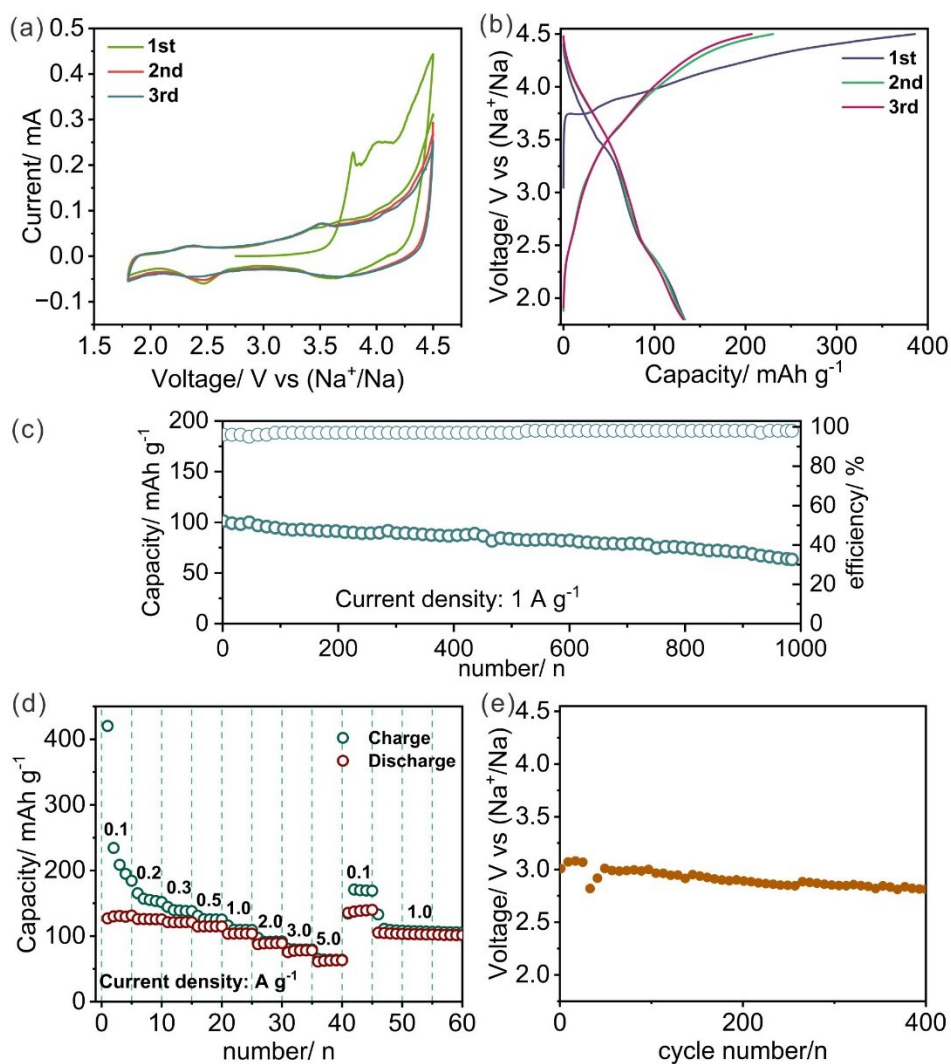 (a)
1st
2nd
3rd
0.5
0.4
0.3
0.2
0.1
0.0
−0.1
Current/ mA
1.5 2.0 2.5 3.0 3.5 4.0 4.5
Voltage/ V vs (Na⁺/Na)
(b)
1st
2nd
3rd
4.5
4.0
3.5
3.0
2.5
2.0
Voltage/ V vs (Na⁺/Na)
0 100 200 300 400
Capacity/ mAh g⁻¹
(c)
200
150
100
50
0
Capacity/ mAh g⁻¹
100
80
60
40
20
0
efficiency/ %
Current density: 1 A g⁻¹
0 200 400 600 800 1000
number/ n
(d)
Charge
Discharge
400
300
200
100
0
Capacity/ mAh g⁻¹
0.1
0.2
0.3
0.5
1.0
2.0
3.0
5.0
0.1
1.0
Current density: A g⁻¹
0 10 20 30 40 50 60
number/ n
(e)
4.5
4.0
3.5
3.0
2.5
2.0
Voltage/ V vs (Na⁺/Na)
0 200 400
cycle number/n